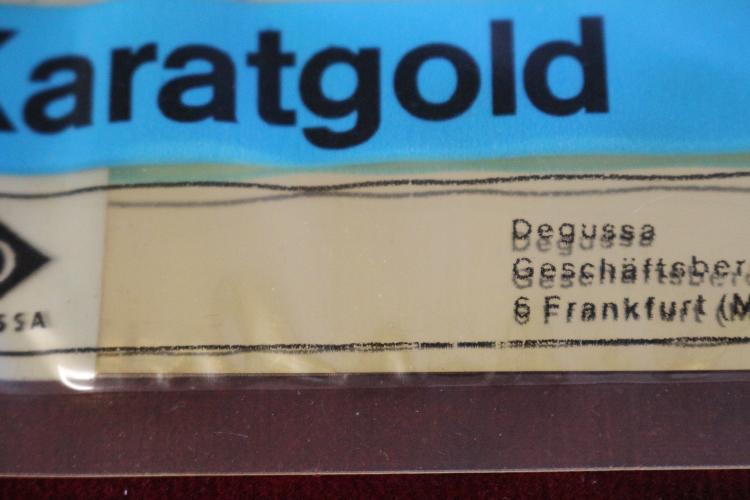 Karatgold
Degussa
Geschäftsber
6 Frankfurt (M
SSA